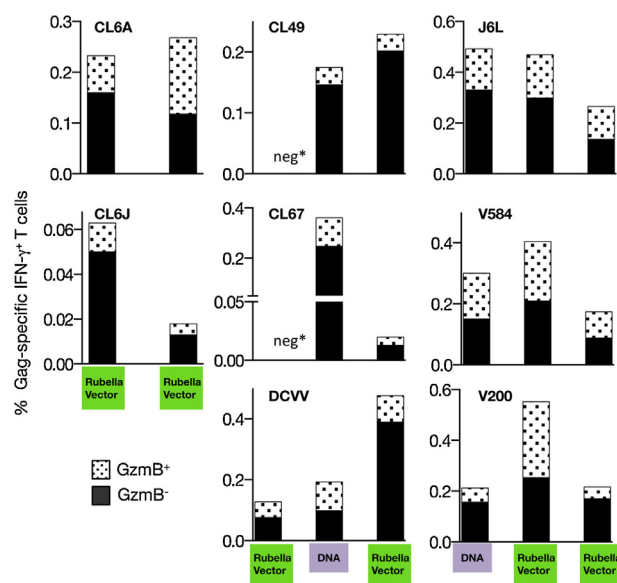 % Gag-specific IFN-γ⁺ T cells
CL6A
0.3
0.2
0.1
0.0
CL49
0.2
0.1
0.0
neg*
J6L
0.6
0.4
0.2
0.0
CL6J
0.06
0.04
0.02
0.00
Rubella
Vector
Rubella
Vector
CL67
0.4
0.2
0.05
0.00
neg*
V584
0.4
0.2
0.0
DCVV
0.4
0.2
0.0
Rubella
Vector
DNA
Rubella
Vector
V200
0.6
0.4
0.2
0.0
DNA
Rubella
Vector
Rubella
Vector
GzmB⁺
GzmB⁻